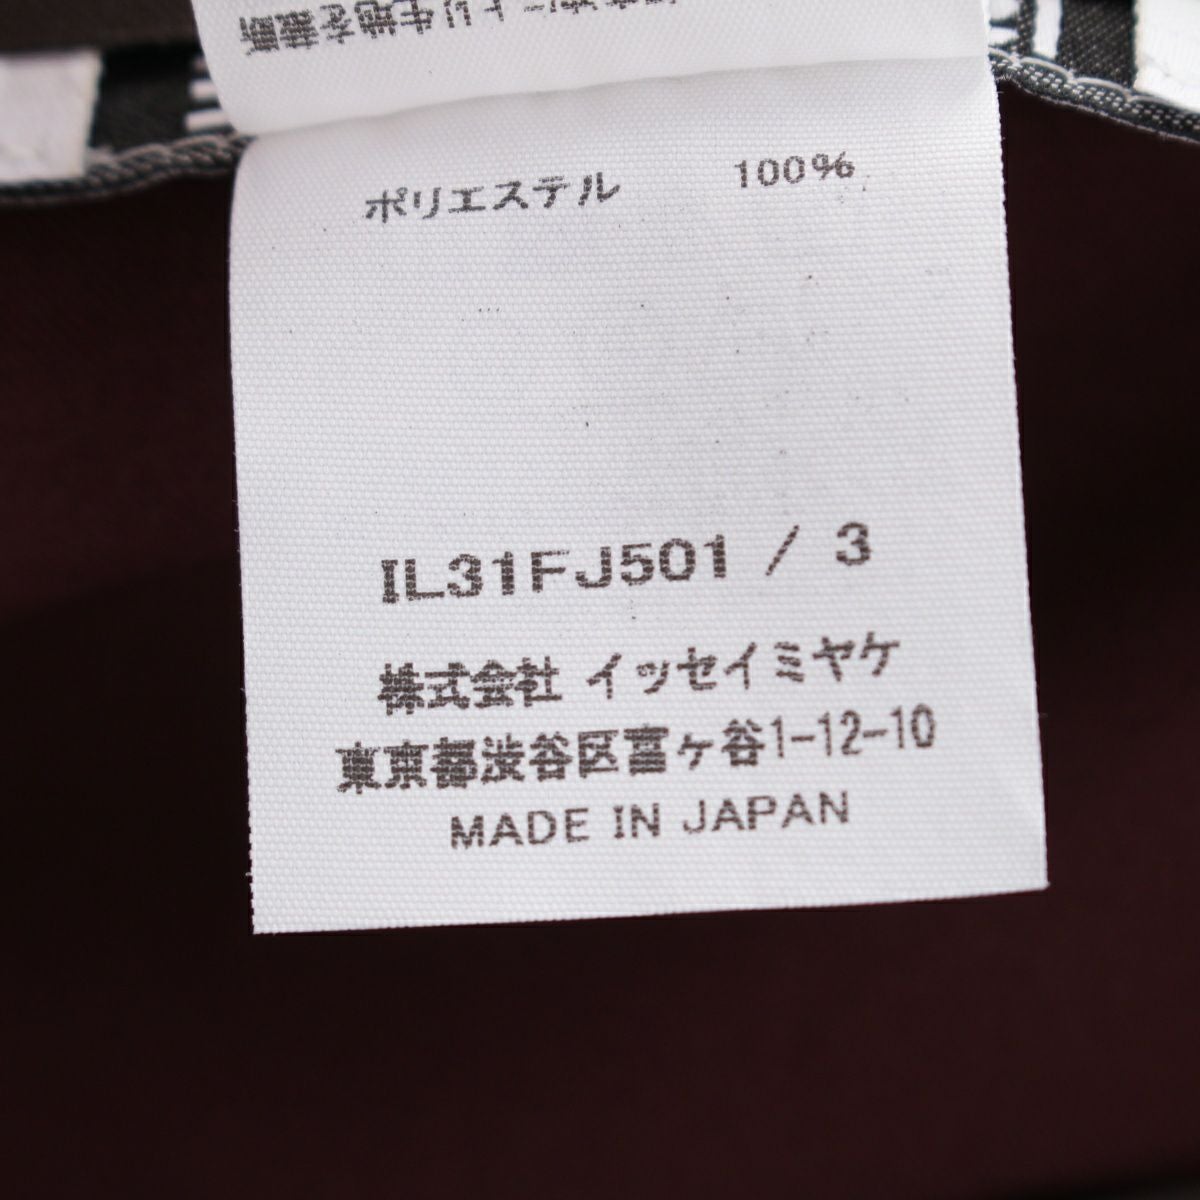 ポリエステル 100%
IL31FJ501 / 3
株式会社 イッセイミヤケ
東京都渋谷区富ヶ谷1-12-10
MADE IN JAPAN